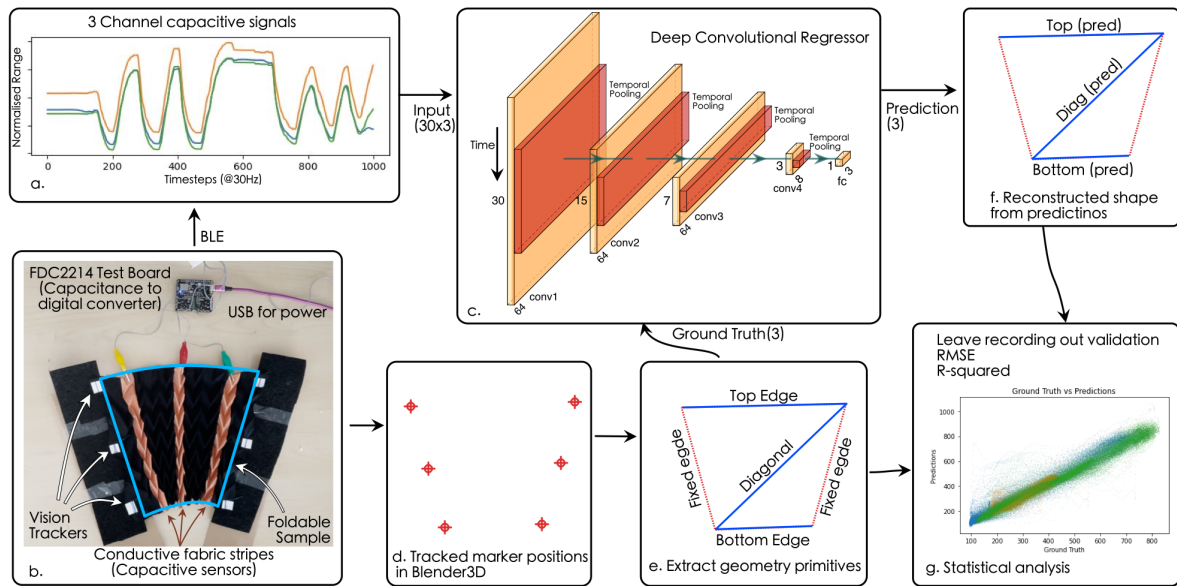 3 Channel capacitive signals
Normalised Range
0
200
400
600
800
1000
Timesteps (@30Hz)
a.
Input
(30x3)
Deep Convolutional Regressor
Time
30
64
conv1
Temporal
Pooling
15
64
conv2
Temporal
Pooling
7
64
conv3
Temporal
Pooling
3
8
conv4
Temporal
Pooling
1
3
fc
c.
Prediction
(3)
Top (pred)
Diag (pred)
Bottom (pred)
f. Reconstructed shape
from predictinos
BLE
FDC2214 Test Board
(Capacitance to
digital converter)
USB for power
Vision
Trackers
Foldable
Sample
Conductive fabric stripes
(Capacitive sensors)
b.
d. Tracked marker positions
in Blender3D
Ground Truth(3)
Top Edge
Fixed egde
Diagonal
Fixed egde
Bottom Edge
e. Extract geometry primitives
Leave recording out validation
RMSE
R-squared
Ground Truth vs Predictions
Predictions
1000
800
600
400
200
100
200
300
400
500
600
700
800
Ground Truth
g. Statistical analysis